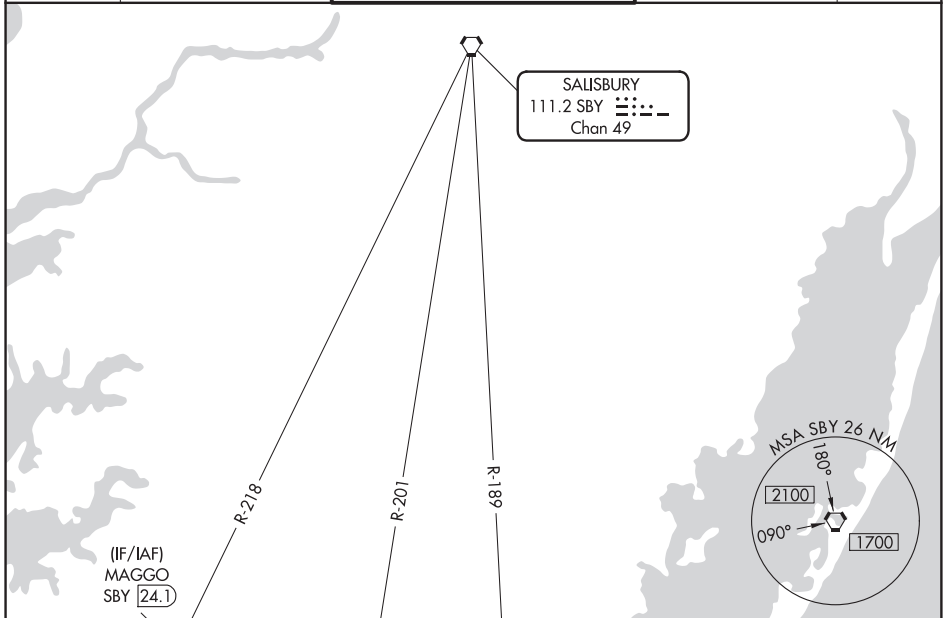 SALISBURY
111.2 SBY
Chan 49
R-218
R-201
R-189
(IF/IAF)
MAGGO
SBY 24.1
MSA SBY 26 NM
180°
2100
090°
1700